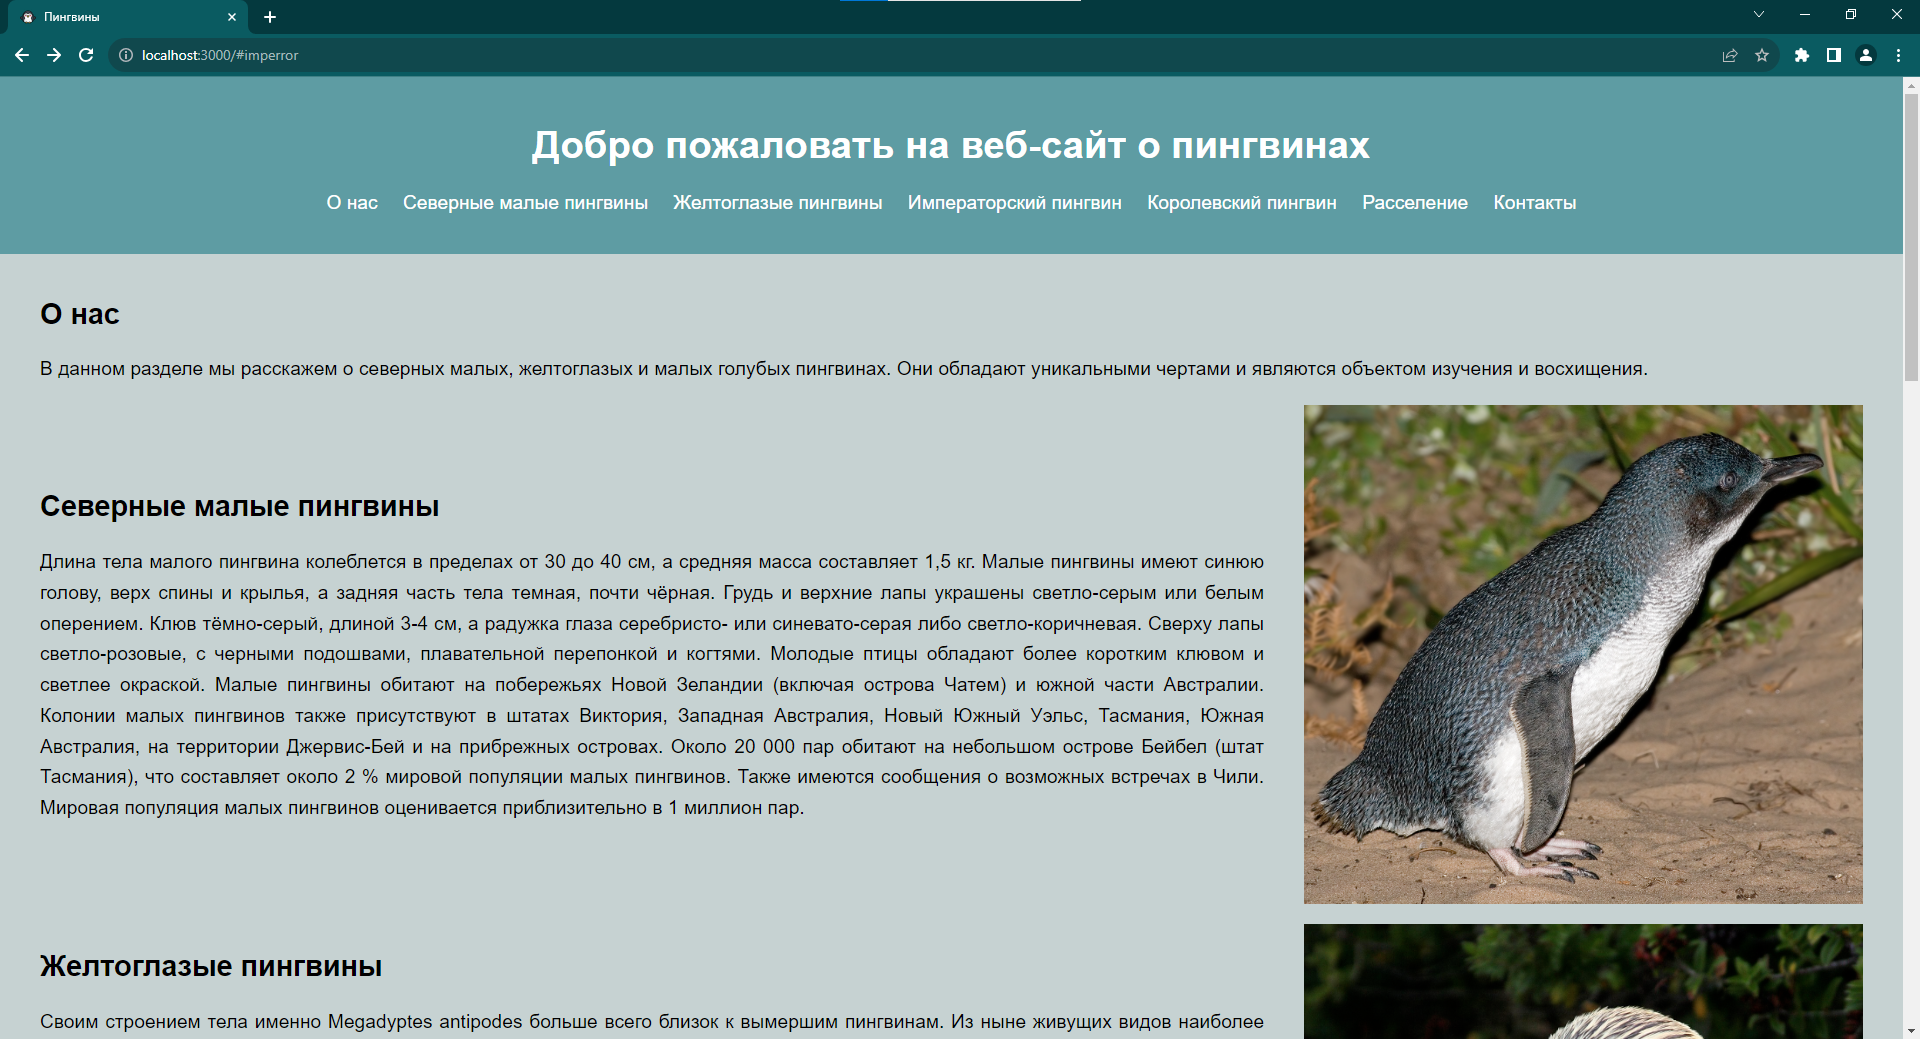 Пингвины
localhost:3000/#imperror
Добро пожаловать на веб-сайт о пингвинах
О нас Северные малые пингвины Желтоглазые пингвины Императорский пингвин Королевский пингвин Расселение Контакты
О нас
В данном разделе мы расскажем о северных малых, желтоглазых и малых голубых пингвинах. Они обладают уникальными чертами и являются объектом изучения и восхищения.
Северные малые пингвины
Длина тела малого пингвина колеблется в пределах от 30 до 40 см, а средняя масса составляет 1,5 кг. Малые пингвины имеют синюю
голову, верх спины и крылья, а задняя часть тела темная, почти чёрная. Грудь и верхние лапы украшены светло-серым или белым
оперением. Клюв тёмно-серый, длиной 3-4 см, а радужка глаза серебристо- или синевато-серая либо светло-коричневая. Сверху лапы
светло-розовые, с черными подошвами, плавательной перепонкой и когтями. Молодые птицы обладают более коротким клювом и
светлее окраской. Малые пингвины обитают на побережьях Новой Зеландии (включая острова Чатем) и южной части Австралии.
Колонии малых пингвинов также присутствуют в штатах Виктория, Западная Австралия, Новый Южный Уэльс, Тасмания, Южная
Австралия, на территории Джервис-Бей и на прибрежных островах. Около 20 000 пар обитают на небольшом острове Бейбел (штат
Тасмания), что составляет около 2 % мировой популяции малых пингвинов. Также имеются сообщения о возможных встречах в Чили.
Мировая популяция малых пингвинов оценивается приблизительно в 1 миллион пар.
Желтоглазые пингвины
Своим строением тела именно Megadyptes antipodes больше всего близок к вымершим пингвинам. Из ныне живущих видов наиболее